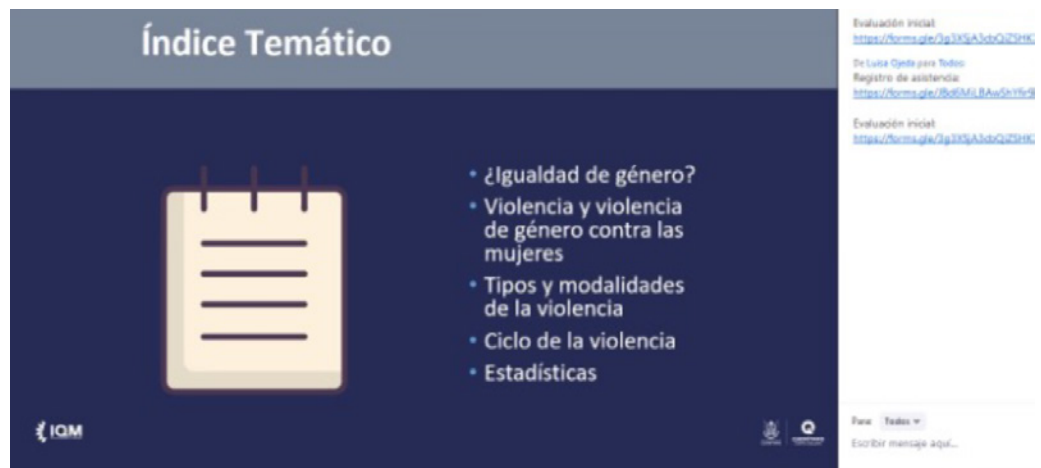 Índice Temático
• ¿Igualdad de género?
• Violencia y violencia
de género contra las
mujeres
• Tipos y modalidades
de la violencia
• Ciclo de la violencia
• Estadísticas
IQM
Evaluación inicial:
De Luisa Ojeda para Todos:
Registro de asistencia:
Evaluación inicial:
Para: Todos
Escribir mensaje aquí...